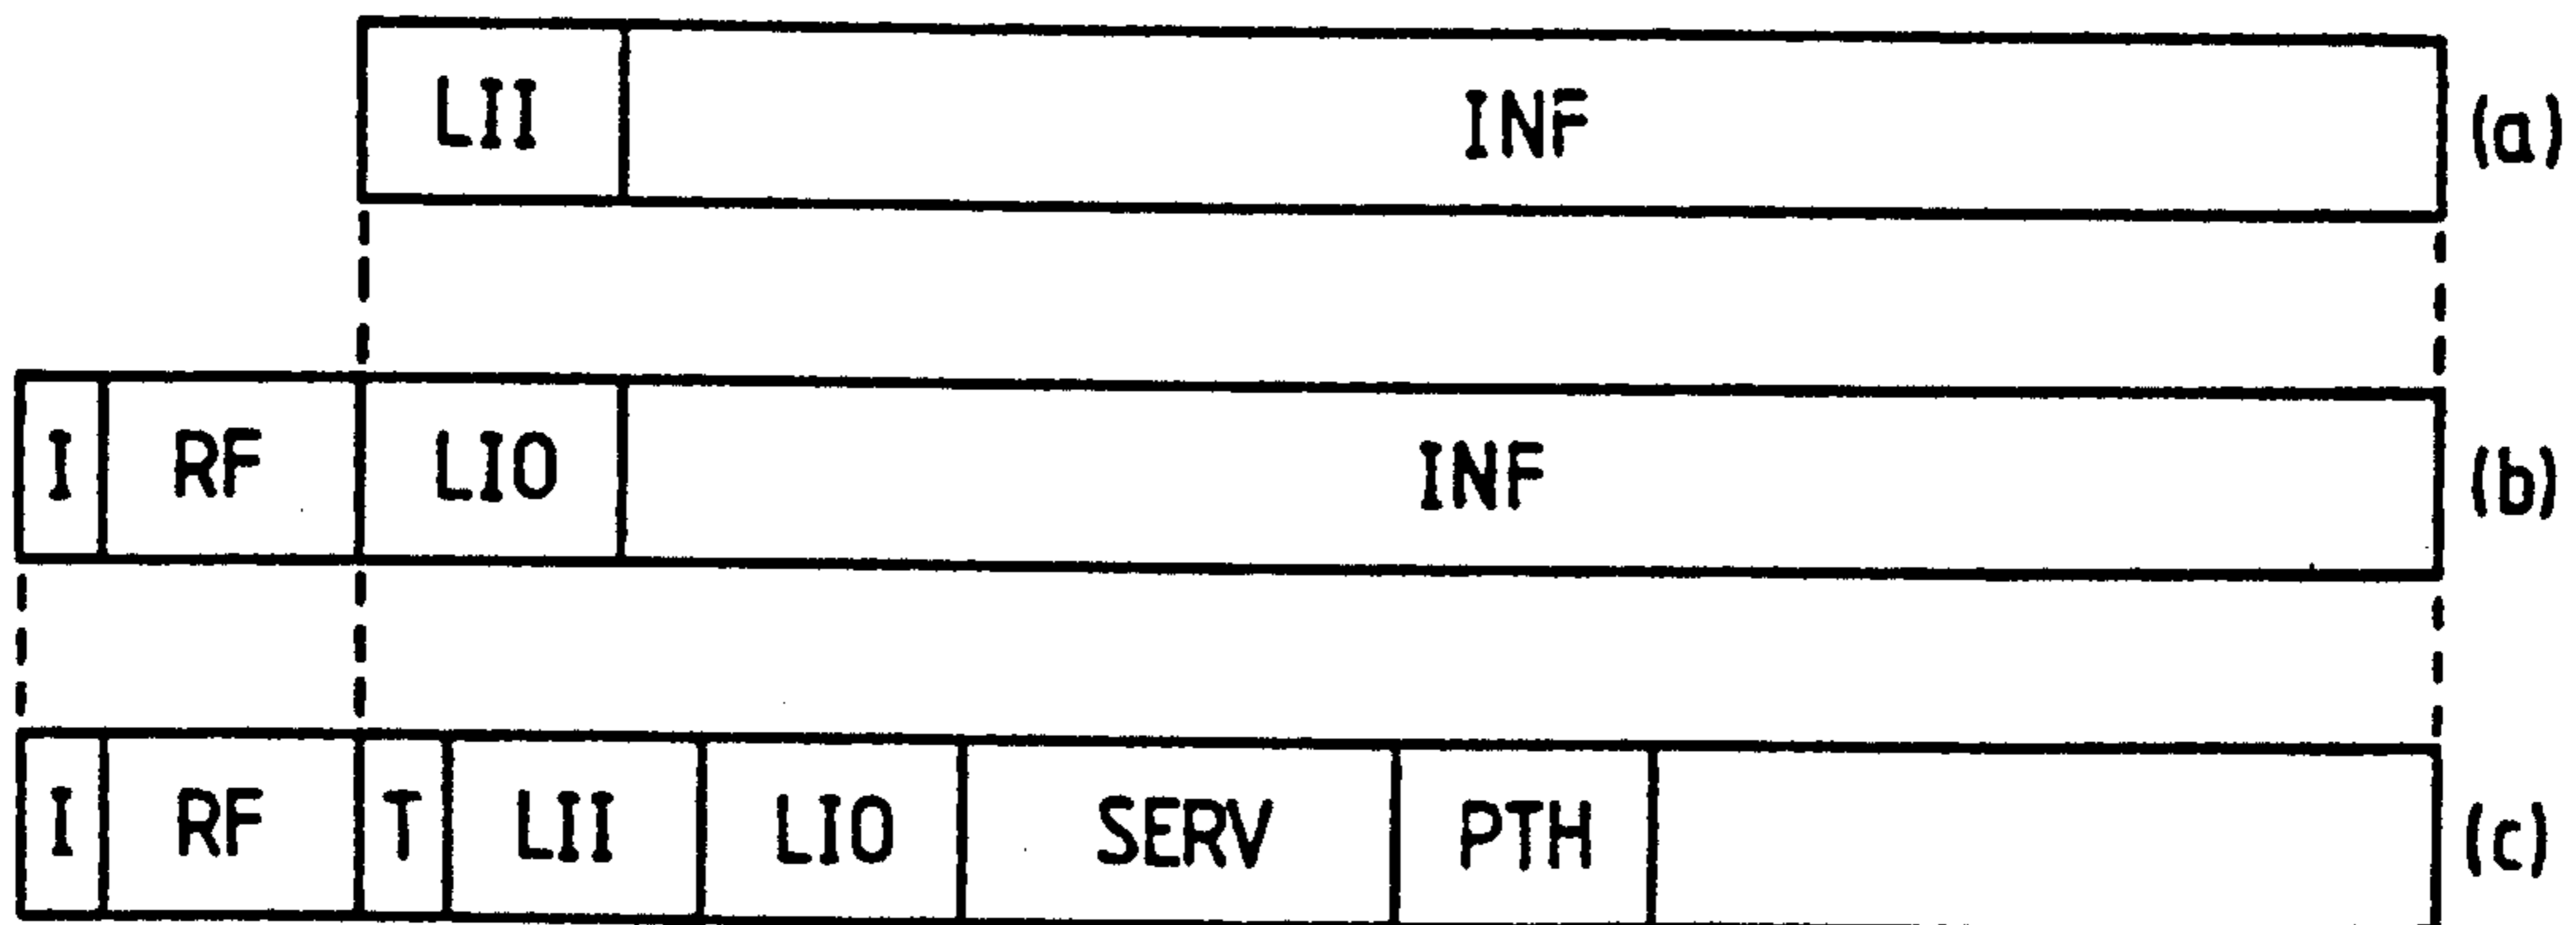 LII INF (a)
I RF LIO INF (b)
I RF T LII LIO SERV PTH (c)